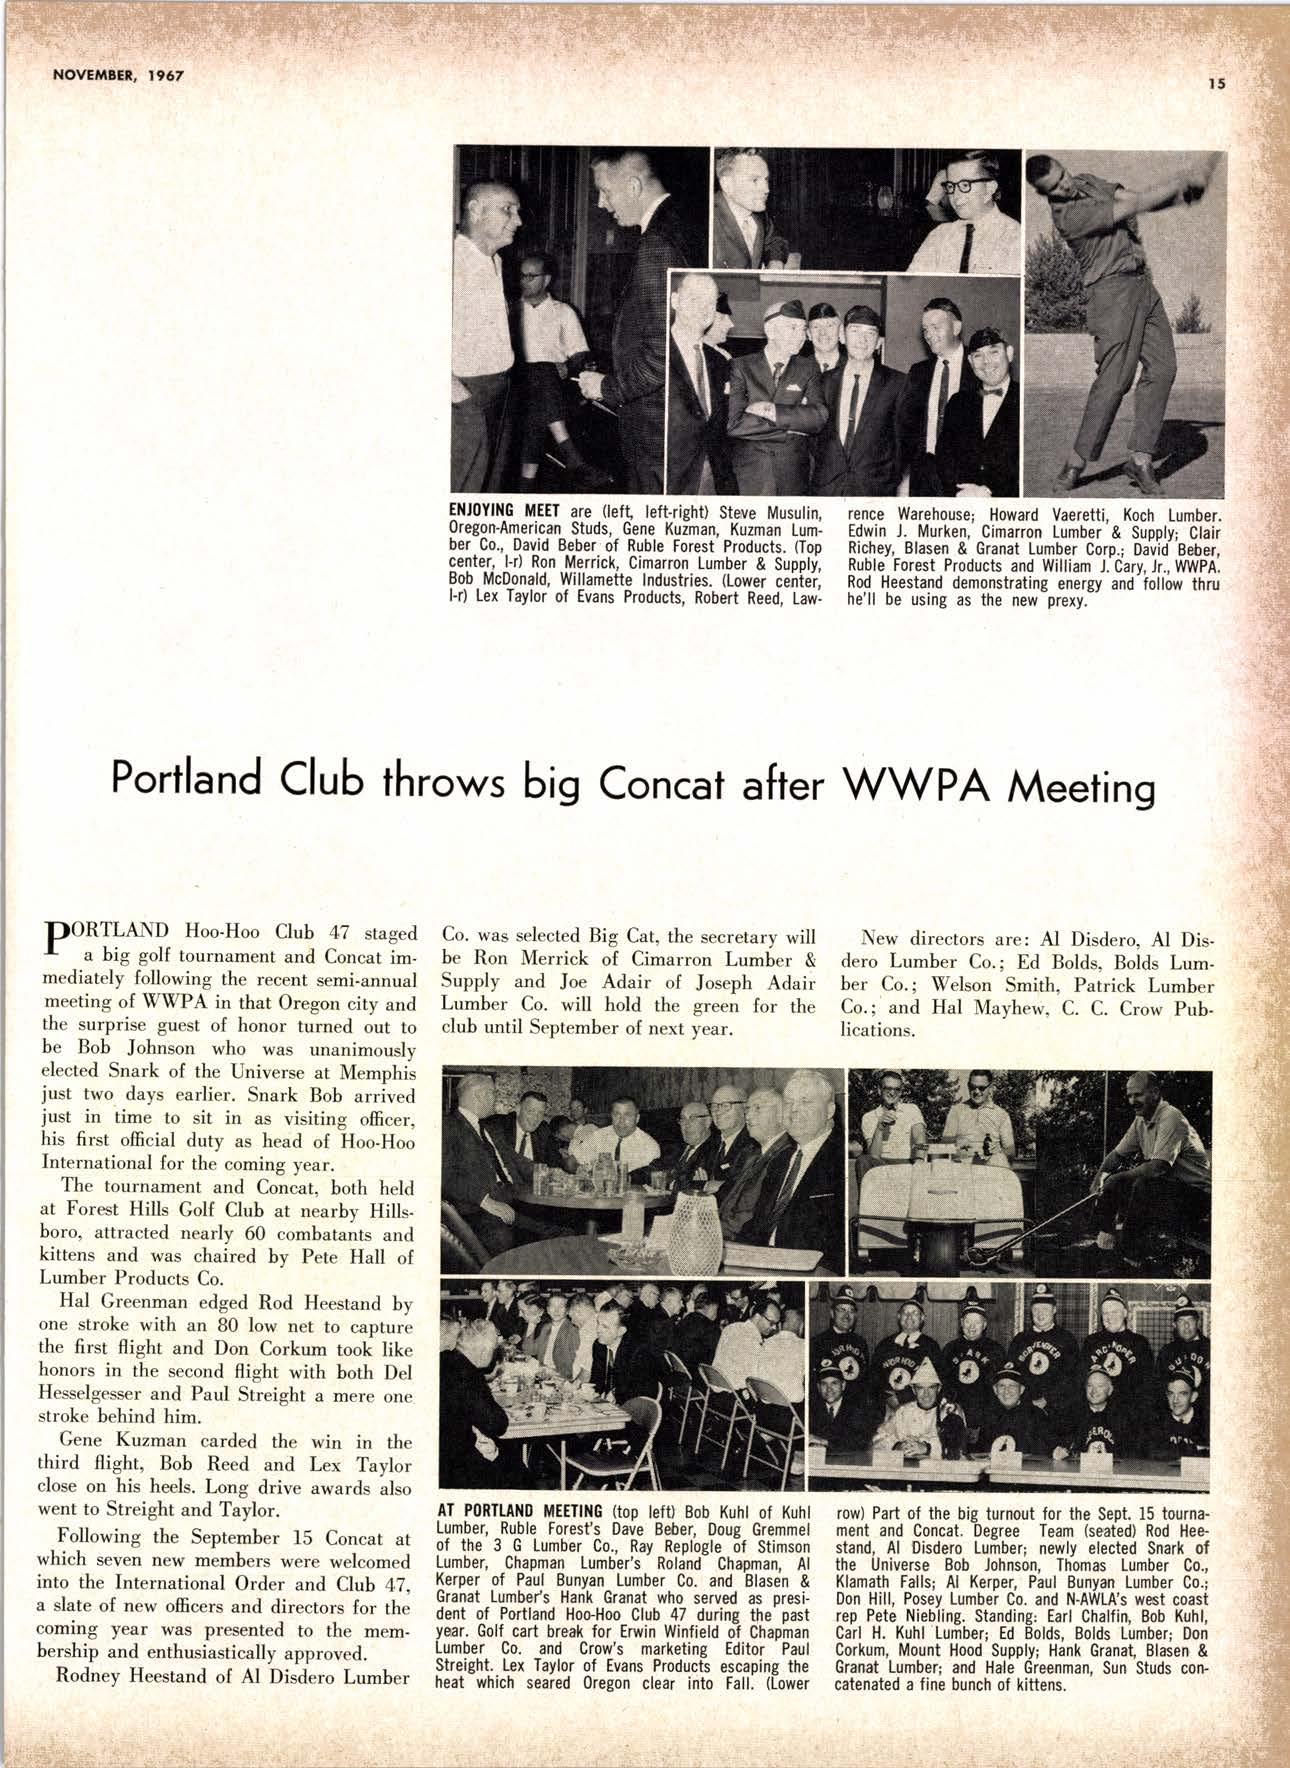 NOVEMBER, 1967
15
ENJOYING MEET are (left, left-right) Steve Musulin,
Oregon-American Studs, Gene Kuzman, Kuzman Lum-
ber Co., David Beber of Ruble Forest Products. (Top
center, l-r) Ron Merrick, Cimarron Lumber & Supply,
Bob McDonald, Willamette Industries. (Lower center,
l-r) Lex Taylor of Evans Products, Robert Reed, Law-
rence Warehouse; Howard Vaeretti, Koch Lumber.
Edwin J. Murken, Cimarron Lumber & Supply; Clair
Richey, Blasen & Granat Lumber Corp.; David Beber,
Ruble Forest Products and William J. Cary, Jr., WWPA.
Rod Heestand demonstrating energy and follow thru
he'll be using as the new prexy.
Portland Club throws big Concat after WWPA Meeting
PORTLAND Hoo-Hoo Club 47 staged
a big golf tournament and Concat im-
mediately following the recent semi-annual
meeting of WWPA in that Oregon city and
the surprise guest of honor turned out to
be Bob Johnson who was unanimously
elected Snark of the Universe at Memphis
just two days earlier. Snark Bob arrived
just in time to sit in as visiting officer,
his first official duty as head of Hoo-Hoo
International for the coming year.
The tournament and Concat, both held
at Forest Hills Golf Club at nearby Hills-
boro, attracted nearly 60 combatants and
kittens and was chaired by Pete Hall of
Lumber Products Co.
Hal Greenman edged Rod Heestand by
one stroke with an 80 low net to capture
the first flight and Don Corkum took like
honors in the second flight with both Del
Hesselgesser and Paul Streight a mere one
stroke behind him.
Gene Kuzman carded the win in the
third flight, Bob Reed and Lex Taylor
close on his heels. Long drive awards also
went to Streight and Taylor.
Following the September 15 Concat at
which seven new members were welcomed
into the International Order and Club 47,
a slate of new officers and directors for the
coming year was presented to the mem-
bership and enthusiastically approved.
Rodney Heestand of Al Disdero Lumber
Co. was selected Big Cat, the secretary will
be Ron Merrick of Cimarron Lumber &
Supply and Joe Adair of Joseph Adair
Lumber Co. will hold the green for the
club until September of next year.
New directors are: Al Disdero, Al Dis-
dero Lumber Co.; Ed Bolds, Bolds Lum-
ber Co.; Welson Smith, Patrick Lumber
Co.; and Hal Mayhew, C. C. Crow Pub-
lications.
SNARK
AT PORTLAND MEETING (top left) Bob Kuhl of Kuhl
Lumber, Ruble Forest's Dave Beber, Doug Gremmel
of the 3 G Lumber Co., Ray Replogle of Stimson
Lumber, Chapman Lumber's Roland Chapman, Al
Kerper of Paul Bunyan Lumber Co. and Blasen &
Granat Lumber's Hank Granat who served as presi-
dent of Portland Hoo-Hoo Club 47 during the past
year. Golf cart break for Erwin Winfield of Chapman
Lumber Co. and Crow's marketing Editor Paul
Streight. Lex Taylor of Evans Products escaping the
heat which seared Oregon clear into Fall. (Lower
row) Part of the big turnout for the Sept. 15 tourna-
ment and Concat. Degree Team (seated) Rod Hee-
stand, Al Disdero Lumber; newly elected Snark of
the Universe Bob Johnson, Thomas Lumber Co.,
Klamath Falls; Al Kerper, Paul Bunyan Lumber Co.;
Don Hill, Posey Lumber Co. and N-AWLA's west coast
rep Pete Niebling. Standing: Earl Chalfin, Bob Kuhl,
Carl H. Kuhl Lumber; Ed Bolds, Bolds Lumber; Don
Corkum, Mount Hood Supply; Hank Granat, Blasen &
Granat Lumber; and Hale Greenman, Sun Studs con-
catenated a fine bunch of kittens.